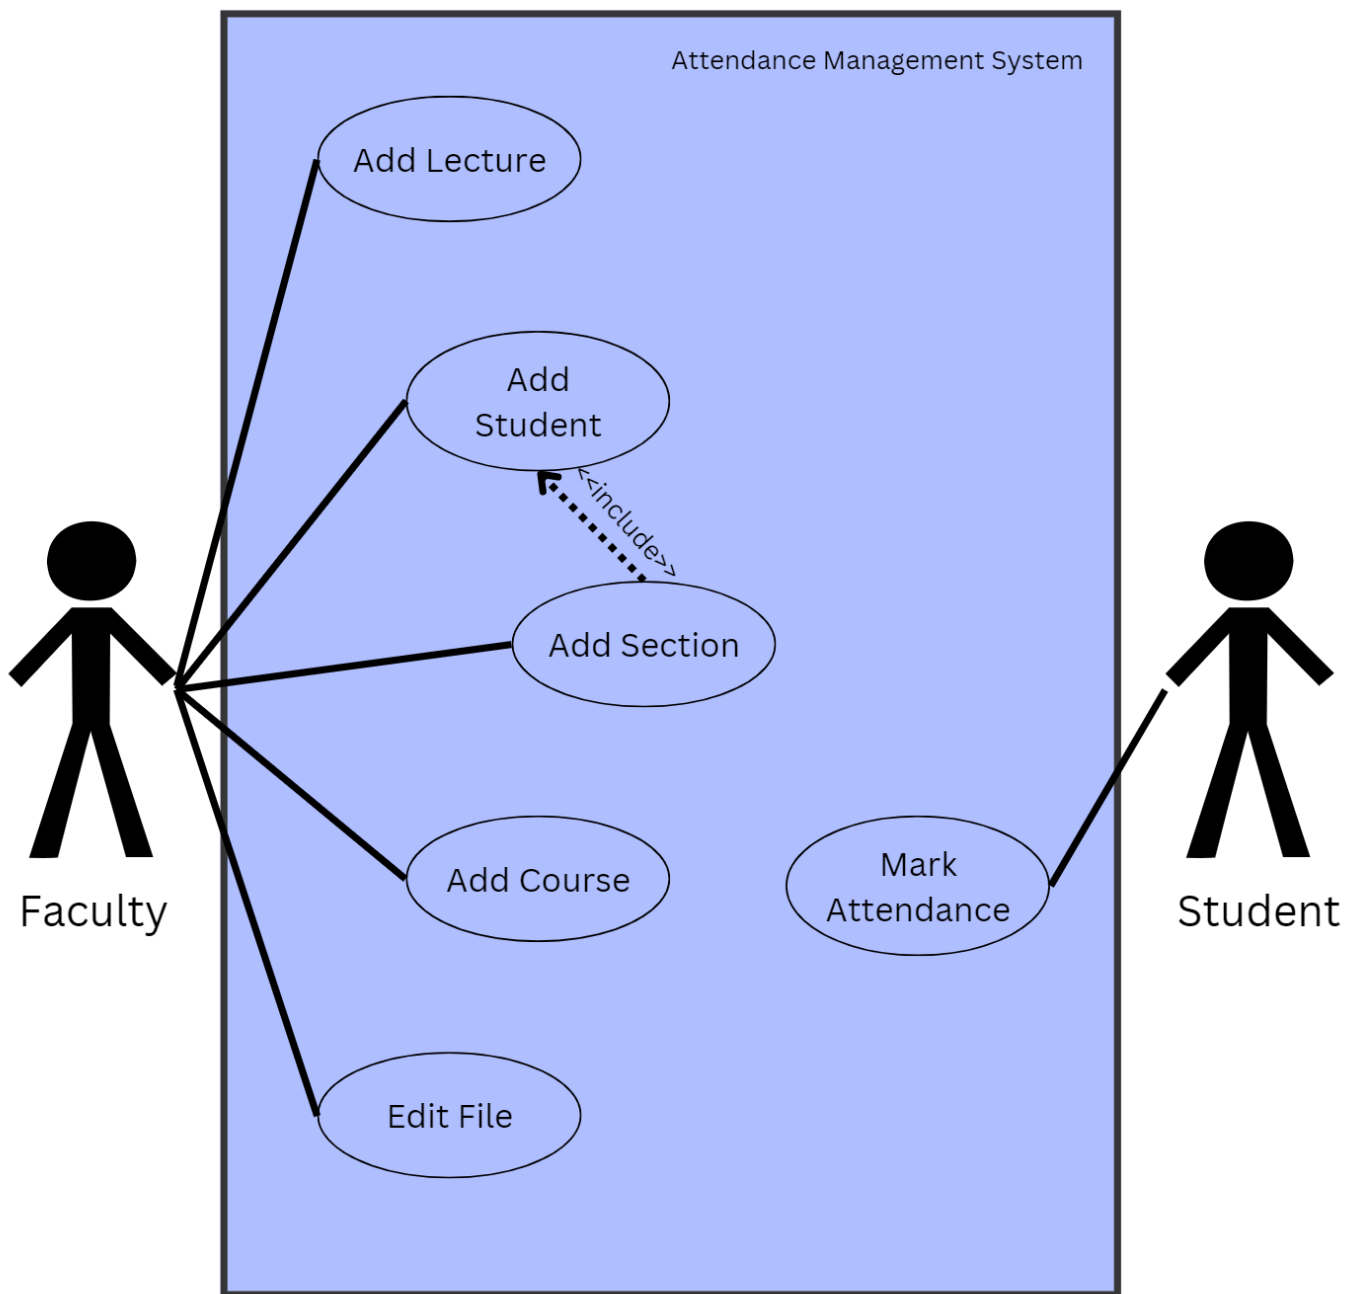 Attendance Management System
Add Lecture
Add
Student
<<include>>
Add Section
Add Course
Mark
Attendance
Faculty
Student
Edit File